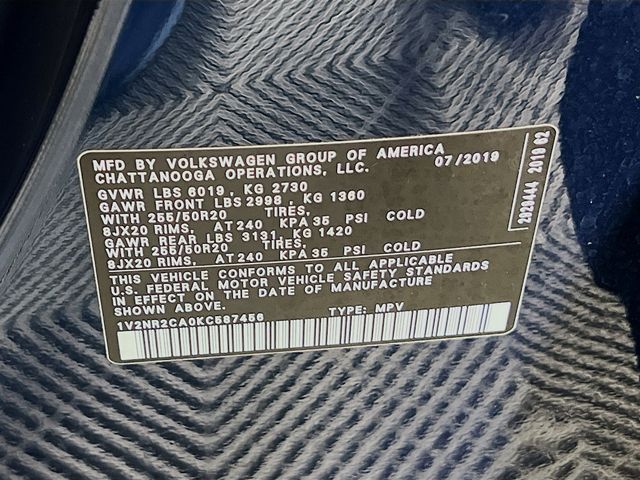 MFD BY VOLKSWAGEN GROUP OF AMERICA
CHATTANOOGA OPERATIONS, LLC. 07/2019
GVWR LBS 6019, KG 2730
GAWR FRONT LBS 2998, KG 1360
WITH 255/50R20 TIRES,
8JX20 RIMS, AT 240 KPA 35 PSI COLD
GAWR REAR LBS 3131, KG 1420
WITH 255/50R20 TIRES,
8JX20 RIMS, AT 240 KPA 35 PSI COLD
THIS VEHICLE CONFORMS TO ALL APPLICABLE
U.S. FEDERAL MOTOR VEHICLE SAFETY STANDARDS
IN EFFECT ON THE DATE OF MANUFACTURE
SHOWN ABOVE.
1V2NR2CA0KC587456 TYPE: MPV
2829444 2010 62